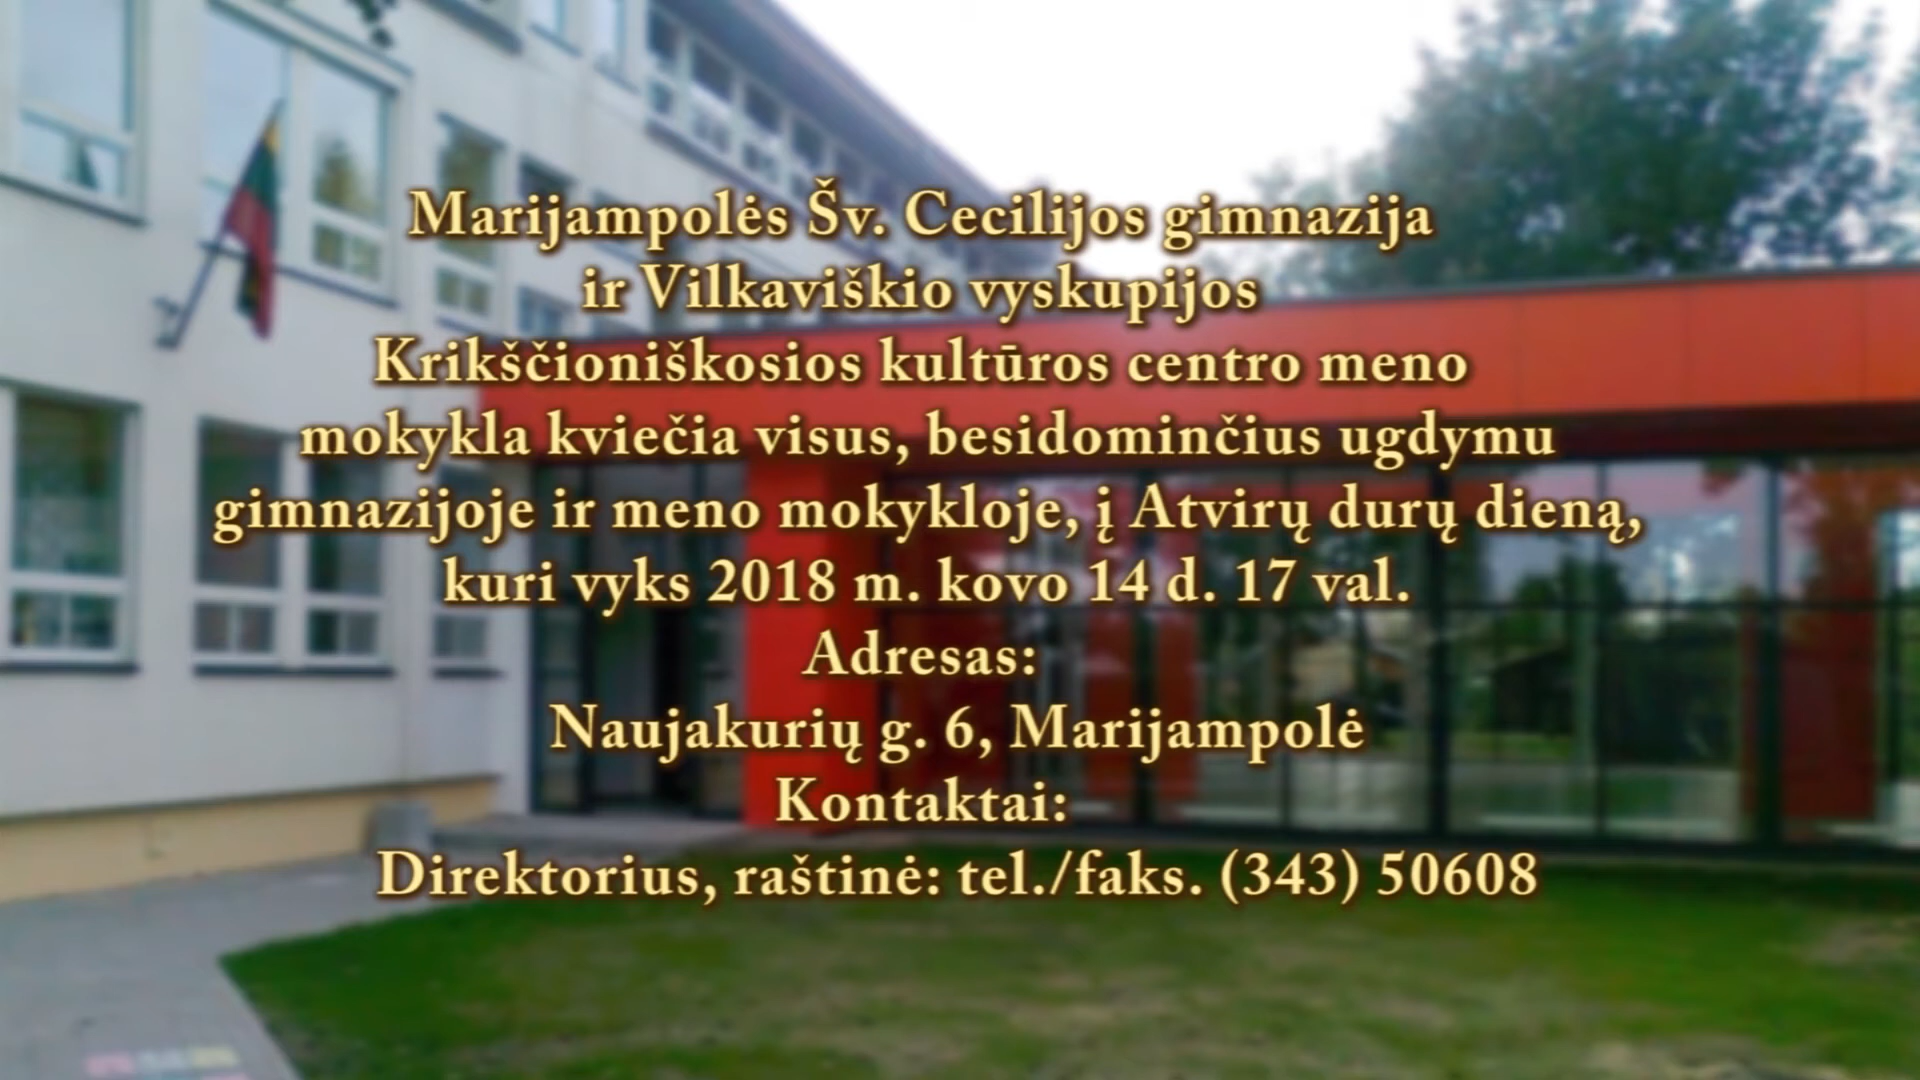 Marijampolės Šv. Cecilijos gimnazija
ir Vilkaviškio vyskupijos
Krikščioniškosios kultūros centro meno
mokykla kviečia visus, besidominčius ugdymu
gimnazijoje ir meno mokykloje, į Atvirų durų dieną,
kuri vyks 2018 m. kovo 14 d. 17 val.
Adresas:
Naujakurių g. 6, Marijampolė
Kontaktai:
Direktorius, raštinė: tel./faks. (343) 50608